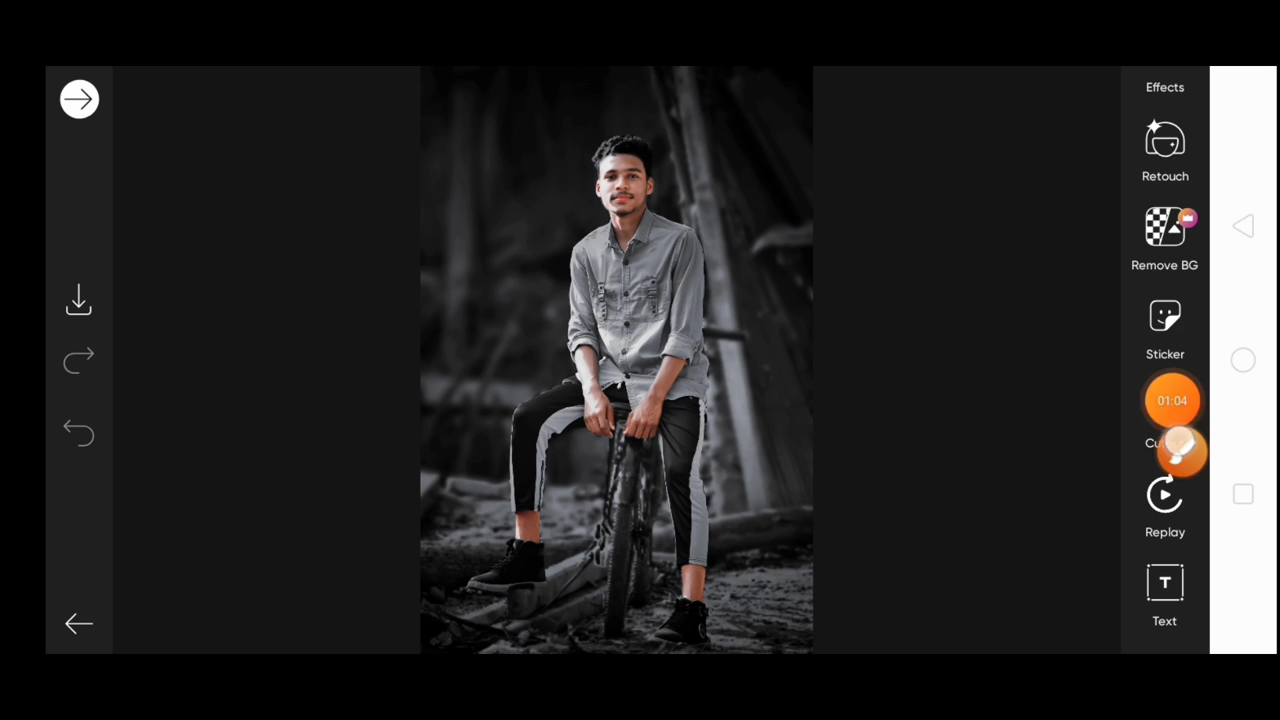 Effects
Retouch
Remove BG
Sticker
01:04
Replay
T
Text